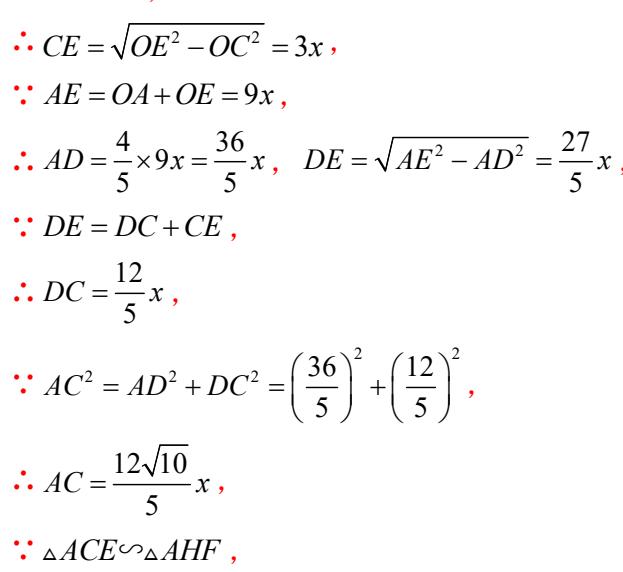 ∴ CE = √(OE² − OC²) = 3x，
∵ AE = OA + OE = 9x，
∴ AD = 4/5 × 9x = 36/5 x， DE = √(AE² − AD²) = 27/5 x，
∵ DE = DC + CE，
∴ DC = 12/5 x，
∵ AC² = AD² + DC² = (36/5)² + (12/5)²，
∴ AC = 12√10/5 x，
∵ △ACE∽△AHF，